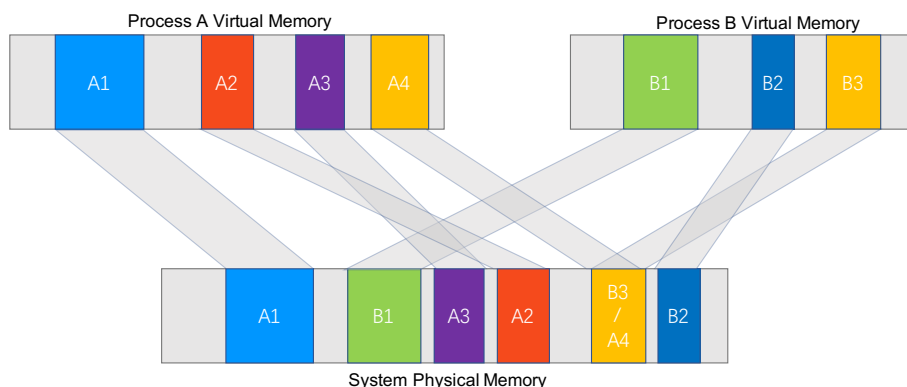 Process A Virtual Memory
Process B Virtual Memory
A1
A2
A3
A4
B1
B2
B3
A1
B1
A3
A2
B3
/
A4
B2
System Physical Memory